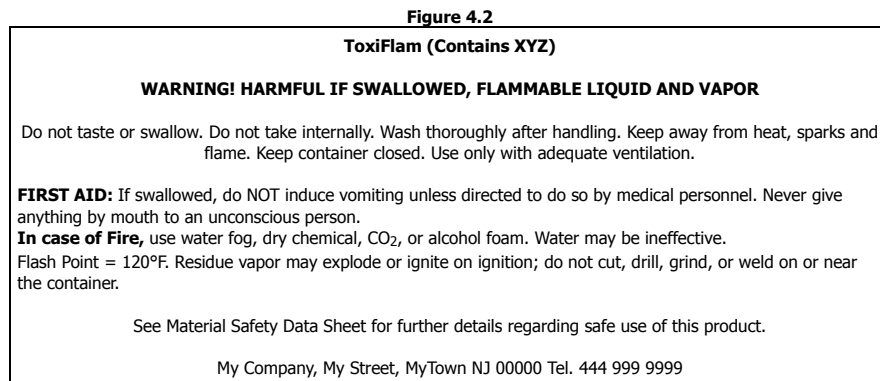 Figure 4.2
ToxiFlam (Contains XYZ)
WARNING! HARMFUL IF SWALLOWED, FLAMMABLE LIQUID AND VAPOR
Do not taste or swallow. Do not take internally. Wash thoroughly after handling. Keep away from heat, sparks and
flame. Keep container closed. Use only with adequate ventilation.
FIRST AID: If swallowed, do NOT induce vomiting unless directed to do so by medical personnel. Never give
anything by mouth to an unconscious person.
In case of Fire, use water fog, dry chemical, CO₂, or alcohol foam. Water may be ineffective.
Flash Point = 120°F. Residue vapor may explode or ignite on ignition; do not cut, drill, grind, or weld on or near
the container.
See Material Safety Data Sheet for further details regarding safe use of this product.
My Company, My Street, MyTown NJ 00000 Tel. 444 999 9999